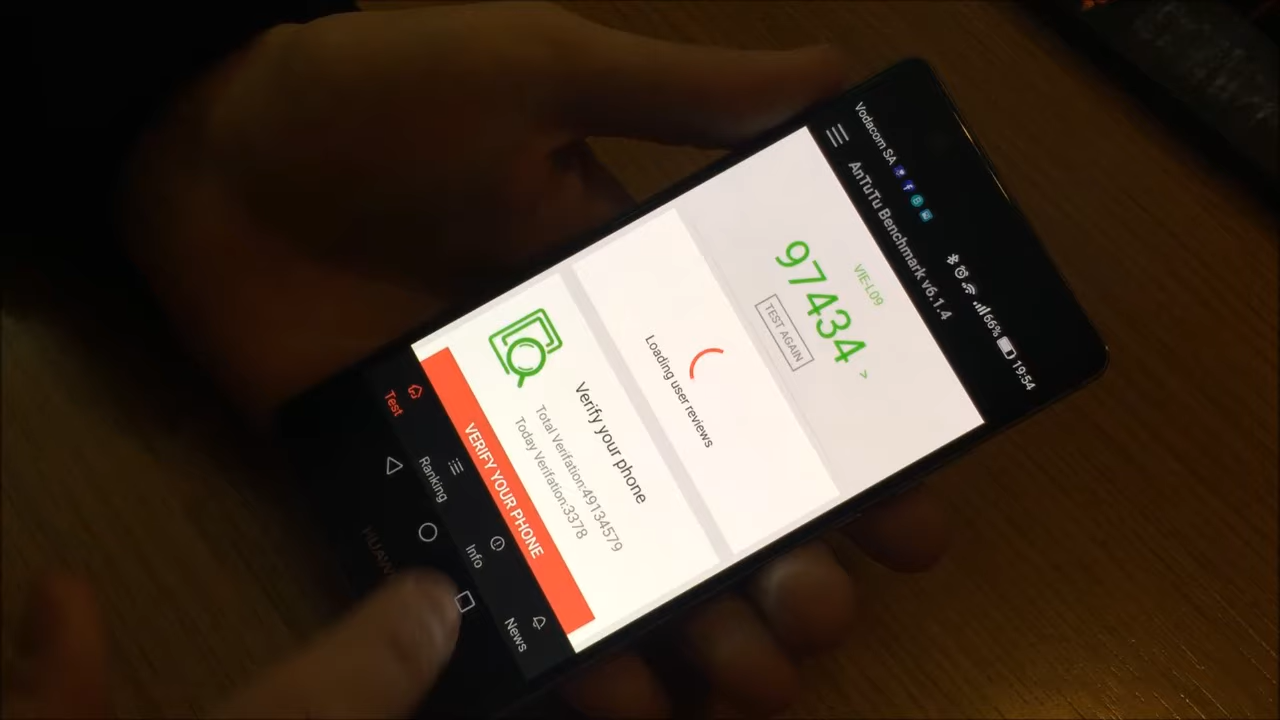 Vodacom SA
66% 19:54
AnTuTu Benchmark v6.1.4
VIE-L09
97434 >
TEST AGAIN
Loading user reviews
Verify your phone
Total Verifation:49134579
Today Verifation:3378
VERIFY YOUR PHONE
Test
Ranking
Info
News